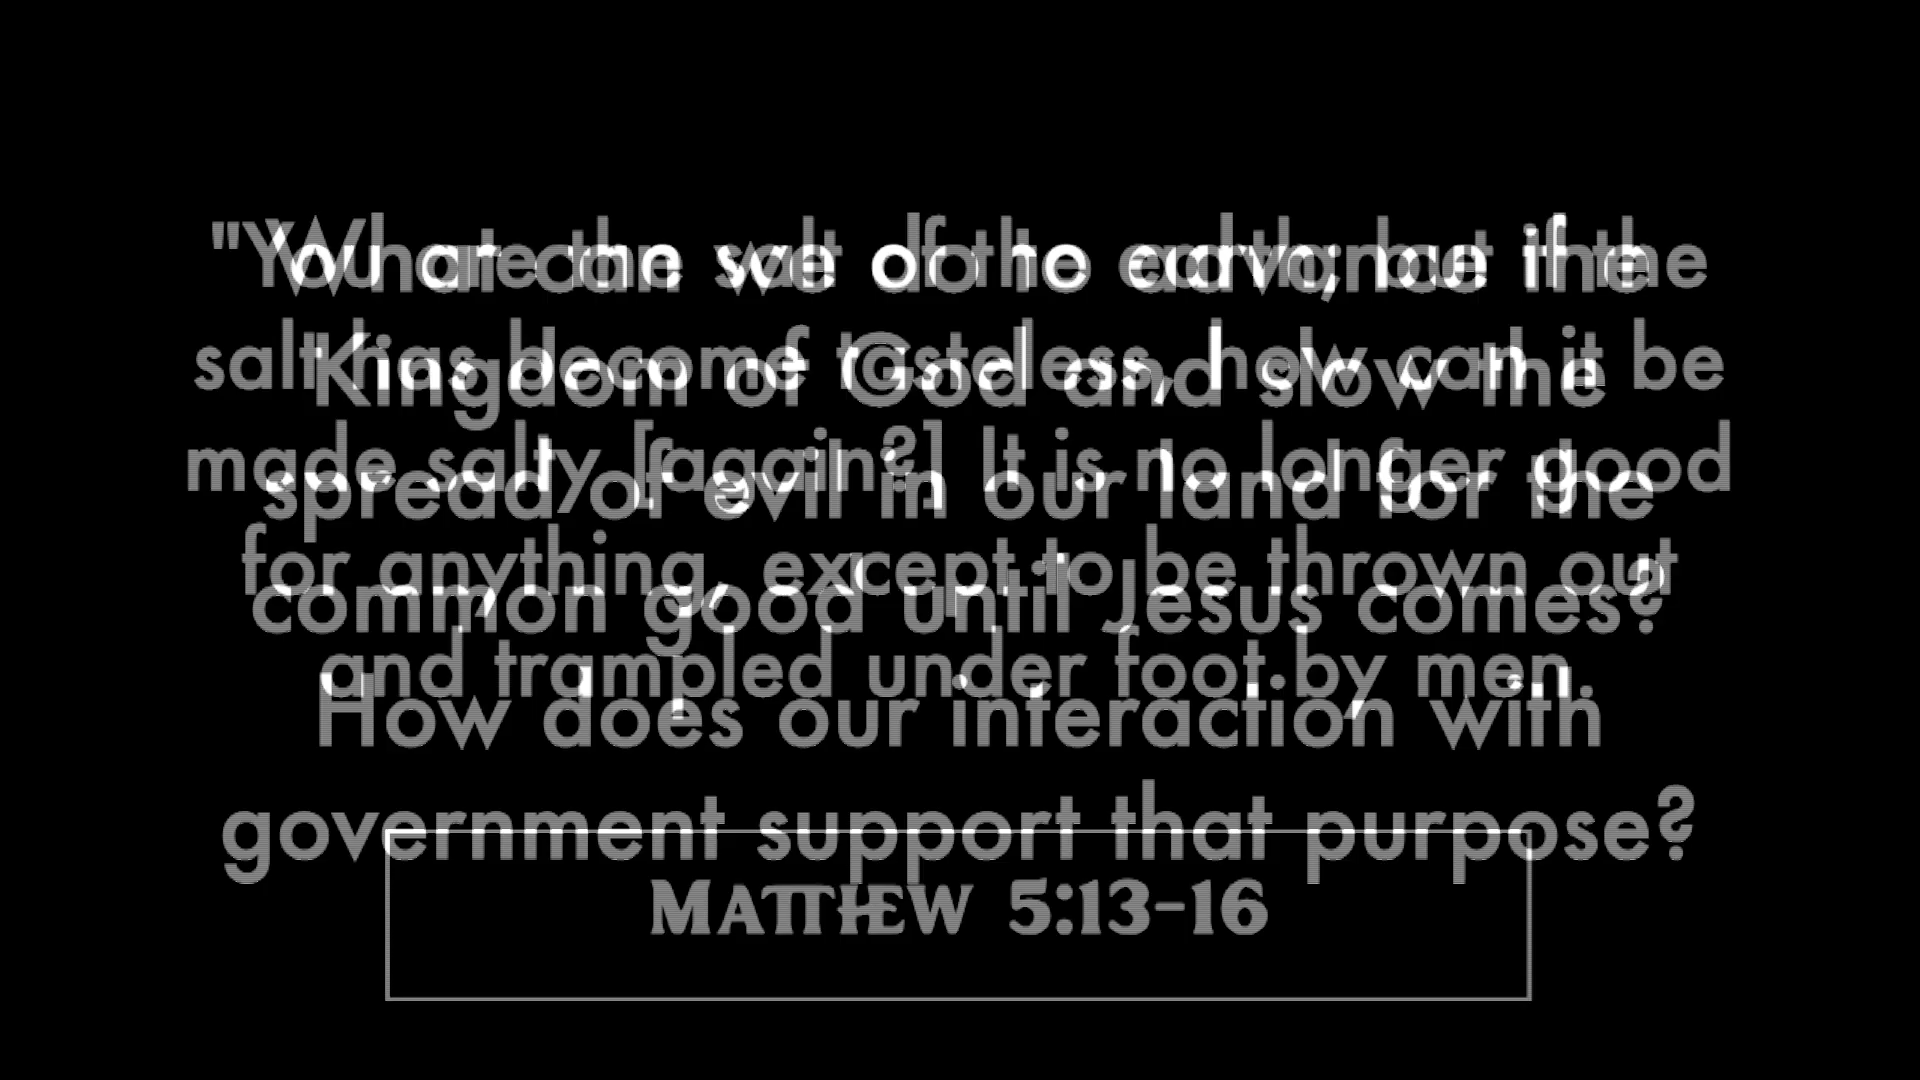 "You are the salt of the earth; but if the
salt has become tasteless, how can it be
made salty [again?] It is no longer good
for anything, except to be thrown out
and trampled under foot by men.
What can we do to advance the
Kingdom of God and slow the
spread of evil in our land for the
common good until Jesus comes?
How does our interaction with
government support that purpose?
MATTHEW 5:13-16